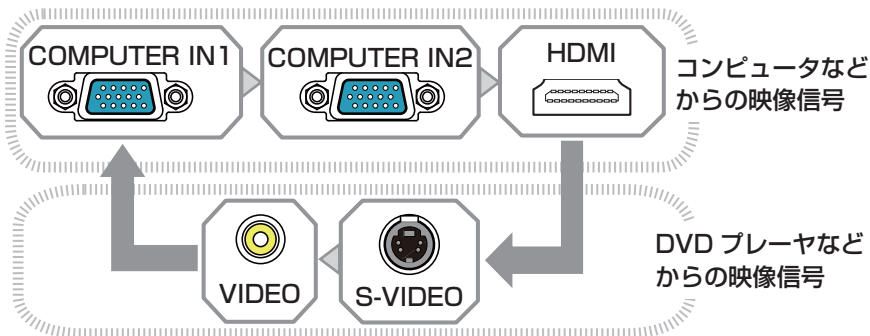 COMPUTER IN1
COMPUTER IN2
HDMI
コンピュータなど
からの映像信号
VIDEO
S-VIDEO
DVD プレーヤなど
からの映像信号